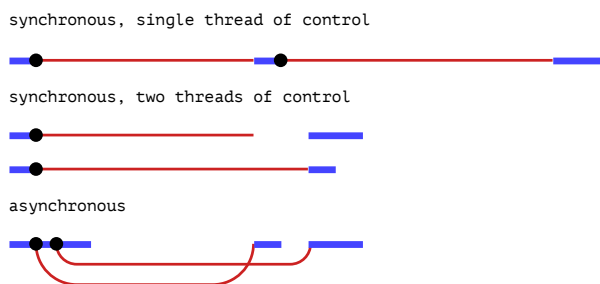 synchronous, single thread of control
synchronous, two threads of control
asynchronous